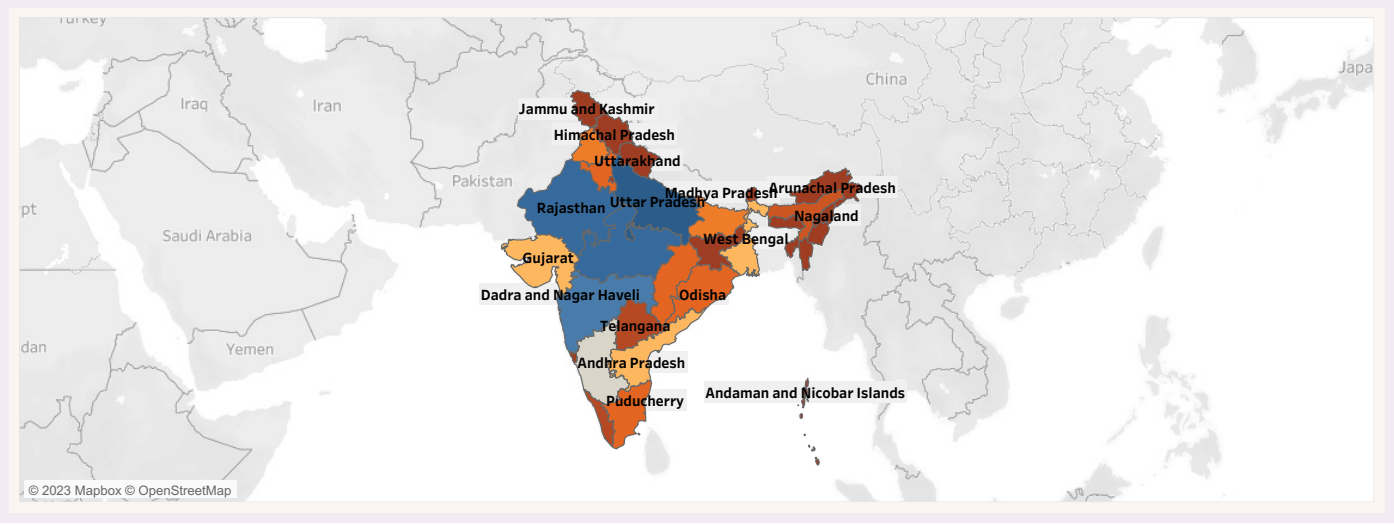 Turkey
China
Japa
Iraq
Iran
Jammu and Kashmir
Himachal Pradesh
Uttarakhand
Pakistan
Madhya Pradesh
Arunachal Pradesh
pt
Rajasthan
Uttar Pradesh
Nagaland
Saudi Arabia
West Bengal
Gujarat
Dadra and Nagar Haveli
Odisha
Telangana
dan
Yemen
Andhra Pradesh
Andaman and Nicobar Islands
Puducherry
© 2023 Mapbox © OpenStreetMap